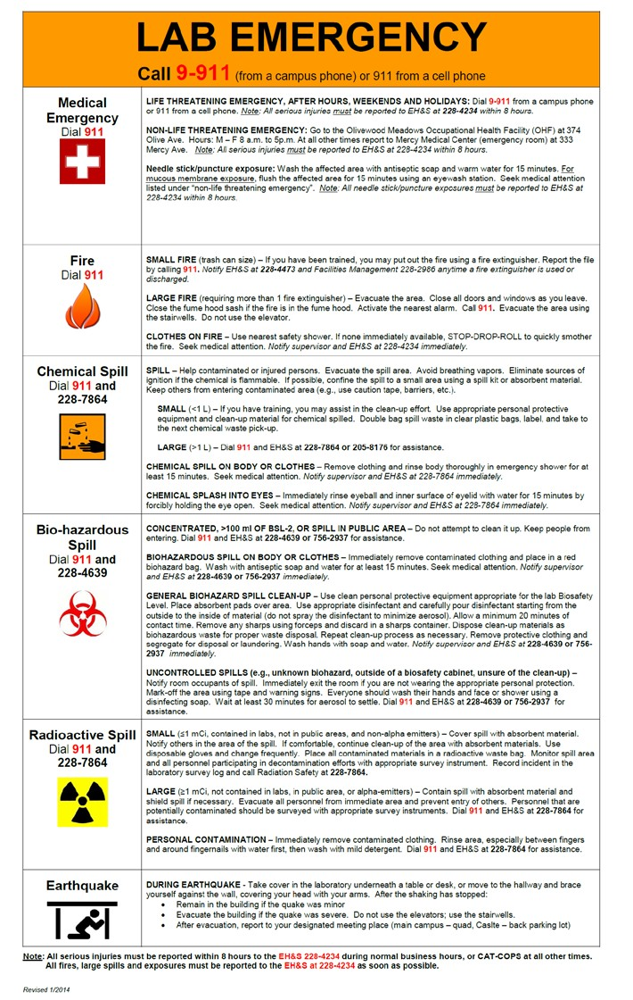 LAB EMERGENCY
Call 9-911 (from a campus phone) or 911 from a cell phone
Medical
Emergency
Dial 911
LIFE THREATENING EMERGENCY, AFTER HOURS, WEEKENDS AND HOLIDAYS: Dial 9-911 from a campus phone
or 911 from a cell phone. Note: All serious injuries must be reported to EH&S at 228-4234 within 8 hours.
NON-LIFE THREATENING EMERGENCY: Go to the Olivewood Meadows Occupational Health Facility (OHF) at 374
Olive Ave. Hours: M – F 8 a.m. to 5p.m. At all other times report to Mercy Medical Center (emergency room) at 333
Mercy Ave. Note: All serious injuries must be reported to EH&S at 228-4234 within 8 hours.
Needle stick/puncture exposure: Wash the affected area with antiseptic soap and warm water for 15 minutes. For
mucous membrane exposure, flush the affected area for 15 minutes using an eyewash station. Seek medical attention
listed under "non-life threatening emergency". Note: All needle stick/puncture exposures must be reported to EH&S at
228-4234 within 8 hours.
Fire
Dial 911
SMALL FIRE (trash can size) – If you have been trained, you may put out the fire using a fire extinguisher. Report the file
by calling 911. Notify EH&S at 228-4473 and Facilities Management 228-2986 anytime a fire extinguisher is used or
discharged.
LARGE FIRE (requiring more than 1 fire extinguisher) – Evacuate the area. Close all doors and windows as you leave.
Close the fume hood sash if the fire is in the fume hood. Activate the nearest alarm. Call 911. Evacuate the area using
the stairwells. Do not use the elevator.
CLOTHES ON FIRE – Use nearest safety shower. If none immediately available, STOP-DROP-ROLL to quickly smother
the fire. Seek medical attention. Notify supervisor and EH&S at 228-4234 immediately.
Chemical Spill
Dial 911 and
228-7864
SPILL – Help contaminated or injured persons. Evacuate the spill area. Avoid breathing vapors. Eliminate sources of
ignition if the chemical is flammable. If possible, confine the spill to a small area using a spill kit or absorbent material.
Keep others from entering contaminated area (e.g., use caution tape, barriers, etc.).
SMALL (<1 L) – If you have training, you may assist in the clean-up effort. Use appropriate personal protective
equipment and clean-up material for chemical spilled. Double bag spill waste in clear plastic bags, label, and take to
the next chemical waste pick-up.
LARGE (>1 L) – Dial 911 and EH&S at 228-7864 or 205-8176 for assistance.
CHEMICAL SPILL ON BODY OR CLOTHES – Remove clothing and rinse body thoroughly in emergency shower for at
least 15 minutes. Seek medical attention. Notify supervisor and EH&S at 228-7864 immediately.
CHEMICAL SPLASH INTO EYES – Immediately rinse eyeball and inner surface of eyelid with water for 15 minutes by
forcibly holding the eye open. Seek medical attention. Notify supervisor and EH&S at 228-7864 immediately.
Bio-hazardous
Spill
Dial 911 and
228-4639
CONCENTRATED, >100 ml OF BSL-2, OR SPILL IN PUBLIC AREA – Do not attempt to clean it up. Keep people from
entering. Dial 911 and EH&S at 228-4639 or 756-2937 for assistance.
BIOHAZARDOUS SPILL ON BODY OR CLOTHES – Immediately remove contaminated clothing and place in a red
biohazard bag. Wash with antiseptic soap and water for at least 15 minutes. Seek medical attention. Notify supervisor
and EH&S at 228-4639 or 756-2937 immediately.
GENERAL BIOHAZARD SPILL CLEAN-UP – Use clean personal protective equipment appropriate for the lab Biosafety
Level. Place absorbent pads over area. Use appropriate disinfectant and carefully pour disinfectant starting from the
outside to the inside of material (do not spray the disinfectant to minimize aerosol). Allow a minimum 20 minutes of
contact time. Remove any sharps using forceps and discard in a sharps container. Dispose clean-up materials as
biohazardous waste for proper waste disposal. Repeat clean-up process as necessary. Remove protective clothing and
segregate for disposal or laundering. Wash hands with soap and water. Notify supervisor and EH&S at 228-4639 or 756-
2937 immediately.
UNCONTROLLED SPILLS (e.g., unknown biohazard, outside of a biosafety cabinet, unsure of the clean-up) –
Notify room occupants of spill. Immediately exit the room if you are not wearing the appropriate personal protection.
Mark-off the area using tape and warning signs. Everyone should wash their hands and face or shower using a
disinfecting soap. Wait at least 30 minutes for aerosol to settle. Dial 911 and EH&S at 228-4639 or 756-2937 for
assistance.
Radioactive Spill
Dial 911 and
228-7864
SMALL (≤1 mCi, contained in labs, not in public areas, and non-alpha emitters) – Cover spill with absorbent material.
Notify others in the area of the spill. If comfortable, continue clean-up of the area with absorbent materials. Use
disposable gloves and change frequently. Place all contaminated materials in a radioactive waste bag. Monitor spill area
and all personnel participating in decontamination efforts with appropriate survey instrument. Record incident in the
laboratory survey log and call Radiation Safety at 228-7864.
LARGE (≥1 mCi, not contained in labs, in public area, or alpha-emitters) – Contain spill with absorbent material and
shield spill if necessary. Evacuate all personnel from immediate area and prevent entry of others. Personnel that are
potentially contaminated should be surveyed with appropriate survey instruments. Dial 911 and EH&S at 228-7864 for
assistance.
PERSONAL CONTAMINATION – Immediately remove contaminated clothing. Rinse area, especially between fingers
and around fingernails with water first, then wash with mild detergent. Dial 911 and EH&S at 228-7864 for assistance.
Earthquake
DURING EARTHQUAKE - Take cover in the laboratory underneath a table or desk, or move to the hallway and brace
yourself against the wall, covering your head with your arms. After the shaking has stopped:
• Remain in the building if the quake was minor
• Evacuate the building if the quake was severe. Do not use the elevators; use the stairwells.
• After evacuation, report to your designated meeting place (main campus – quad, Caslte – back parking lot)
Note: All serious injuries must be reported within 8 hours to the EH&S 228-4234 during normal business hours, or CAT-COPS at all other times.
All fires, large spills and exposures must be reported to the EH&S at 228-4234 as soon as possible.
Revised 1/2014